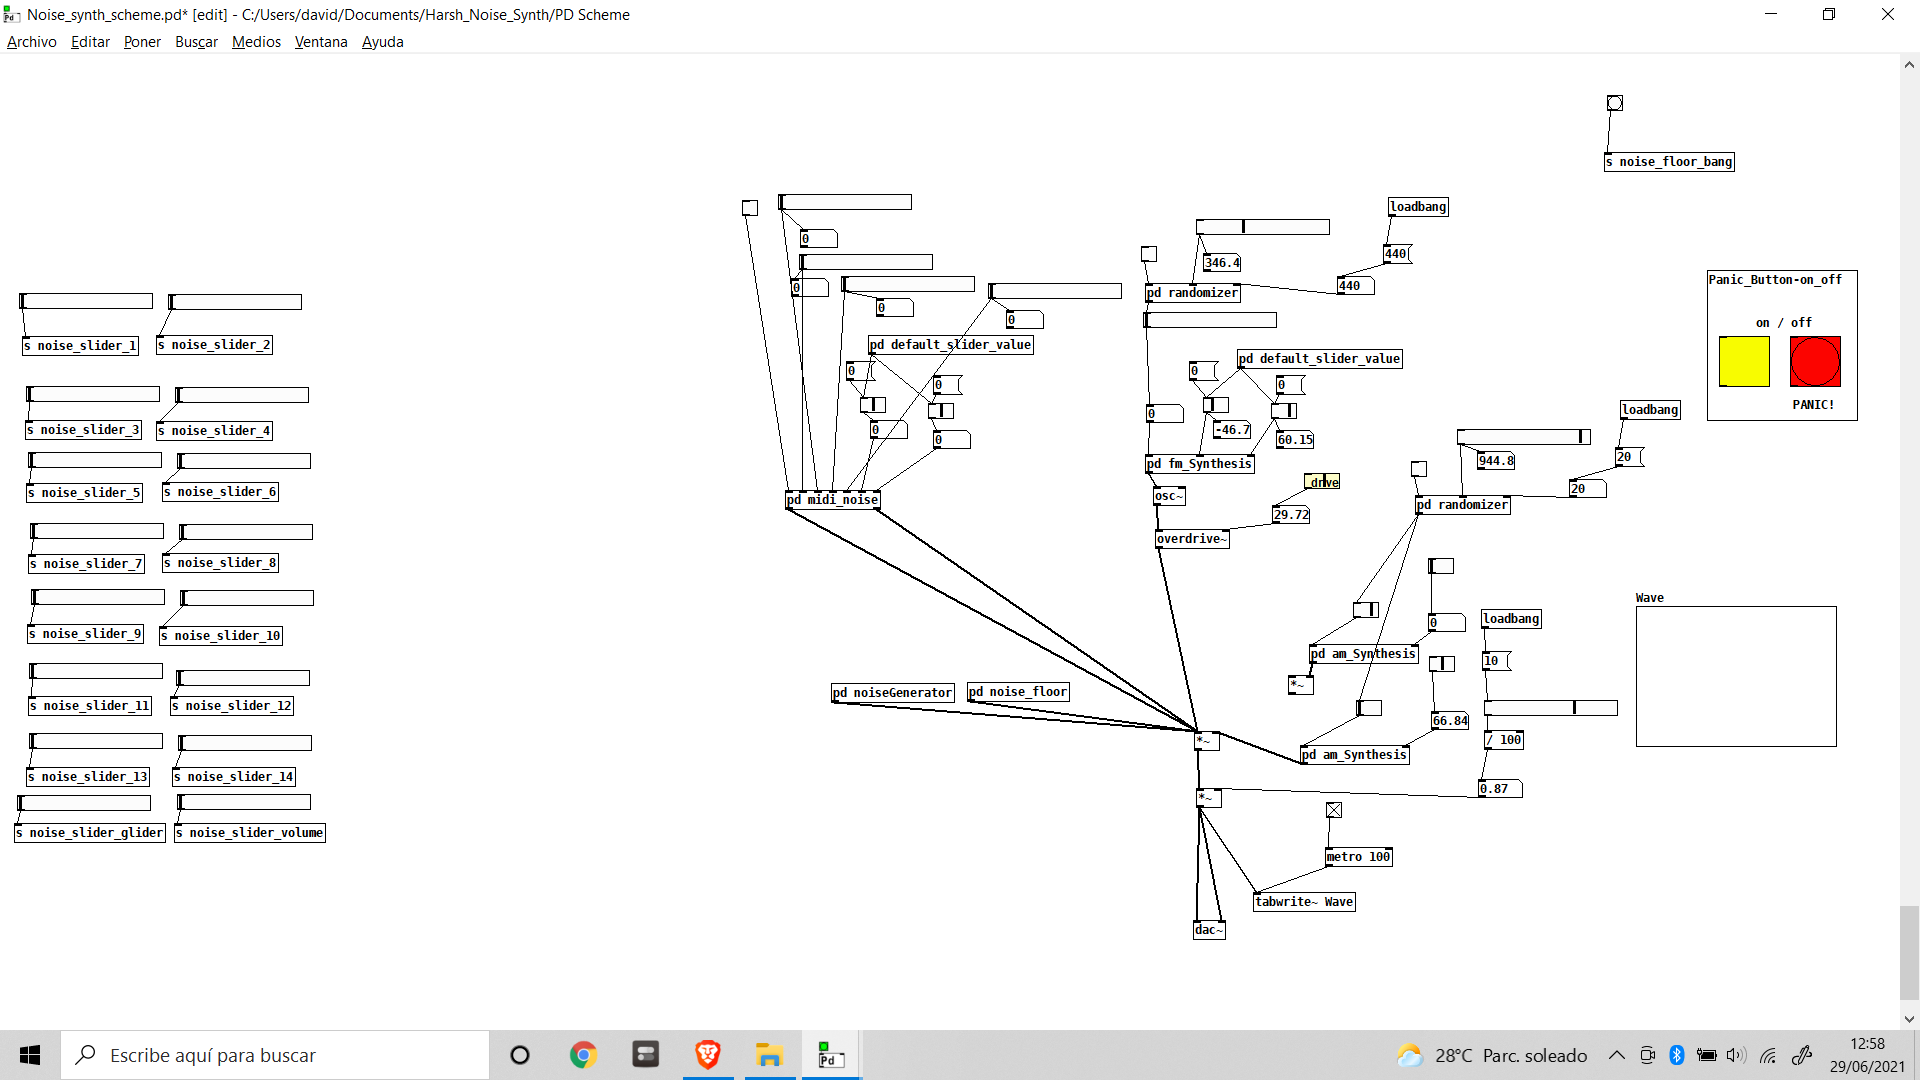 Noise_synth_scheme.pd* [edit] - C:/Users/david/Documents/Harsh_Noise_Synth/PD Scheme
Archivo Editar Poner Buscar Medios Ventana Ayuda
s noise_floor_bang
loadbang
440
440
346.4
pd randomizer
0
0
0
0
pd default_slider_value
0
0
0
0
pd midi_noise
pd default_slider_value
0
0
0
-46.7
60.15
pd fm_Synthesis
osc~
drive
29.72
overdrive~
Panic_Button-on_off
on / off
PANIC!
loadbang
20
20
944.8
pd randomizer
s noise_slider_1
s noise_slider_2
s noise_slider_3
s noise_slider_4
s noise_slider_5
s noise_slider_6
s noise_slider_7
s noise_slider_8
s noise_slider_9
s noise_slider_10
s noise_slider_11
s noise_slider_12
s noise_slider_13
s noise_slider_14
s noise_slider_glider
s noise_slider_volume
pd noiseGenerator
pd noise_floor
0
pd am_Synthesis
*~
loadbang
10
66.84
/ 100
pd am_Synthesis
0.87
*~
*~
metro 100
tabwrite~ Wave
dac~
Wave
Pd
Escribe aquí para buscar
28°C Parc. soleado
12:58
29/06/2021